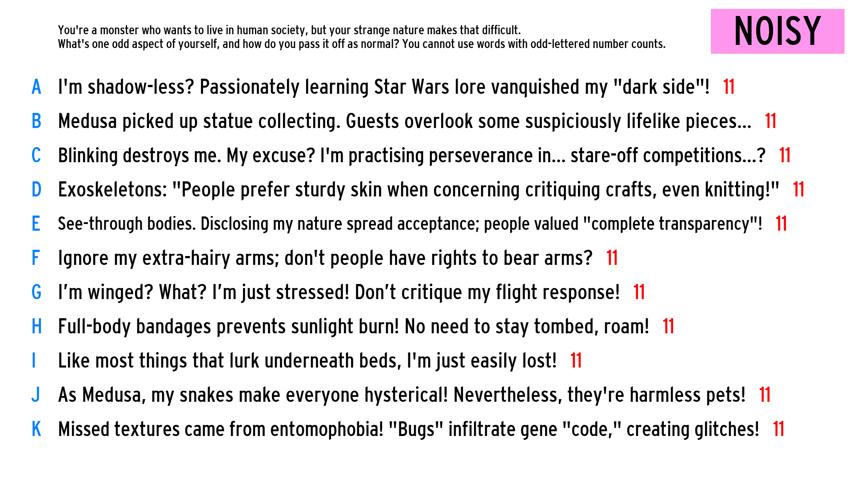 You're a monster who wants to live in human society, but your strange nature makes that difficult.
What's one odd aspect of yourself, and how do you pass it off as normal? You cannot use words with odd-lettered number counts.
NOISY
A I'm shadow-less? Passionately learning Star Wars lore vanquished my "dark side"! 11
B Medusa picked up statue collecting. Guests overlook some suspiciously lifelike pieces... 11
C Blinking destroys me. My excuse? I'm practising perseverance in... stare-off competitions...? 11
D Exoskeletons: "People prefer sturdy skin when concerning critiquing crafts, even knitting!" 11
E See-through bodies. Disclosing my nature spread acceptance; people valued "complete transparency"! 11
F Ignore my extra-hairy arms; don't people have rights to bear arms? 11
G I’m winged? What? I’m just stressed! Don’t critique my flight response! 11
H Full-body bandages prevents sunlight burn! No need to stay tombed, roam! 11
I Like most things that lurk underneath beds, I'm just easily lost! 11
J As Medusa, my snakes make everyone hysterical! Nevertheless, they're harmless pets! 11
K Missed textures came from entomophobia! "Bugs" infiltrate gene "code," creating glitches! 11